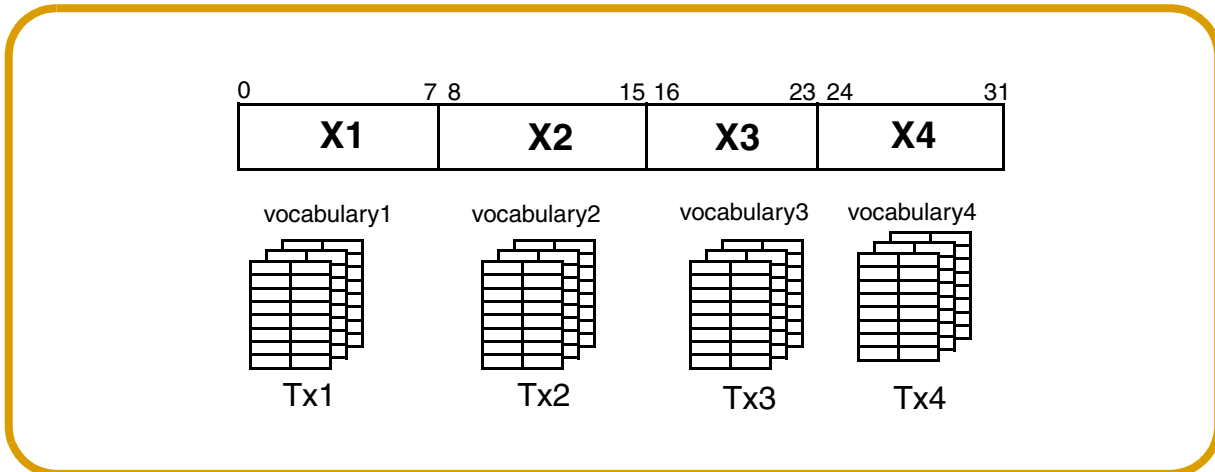 0 7 8 15 16 23 24 31
X1 X2 X3 X4
vocabulary1 vocabulary2 vocabulary3 vocabulary4
Tx1 Tx2 Tx3 Tx4